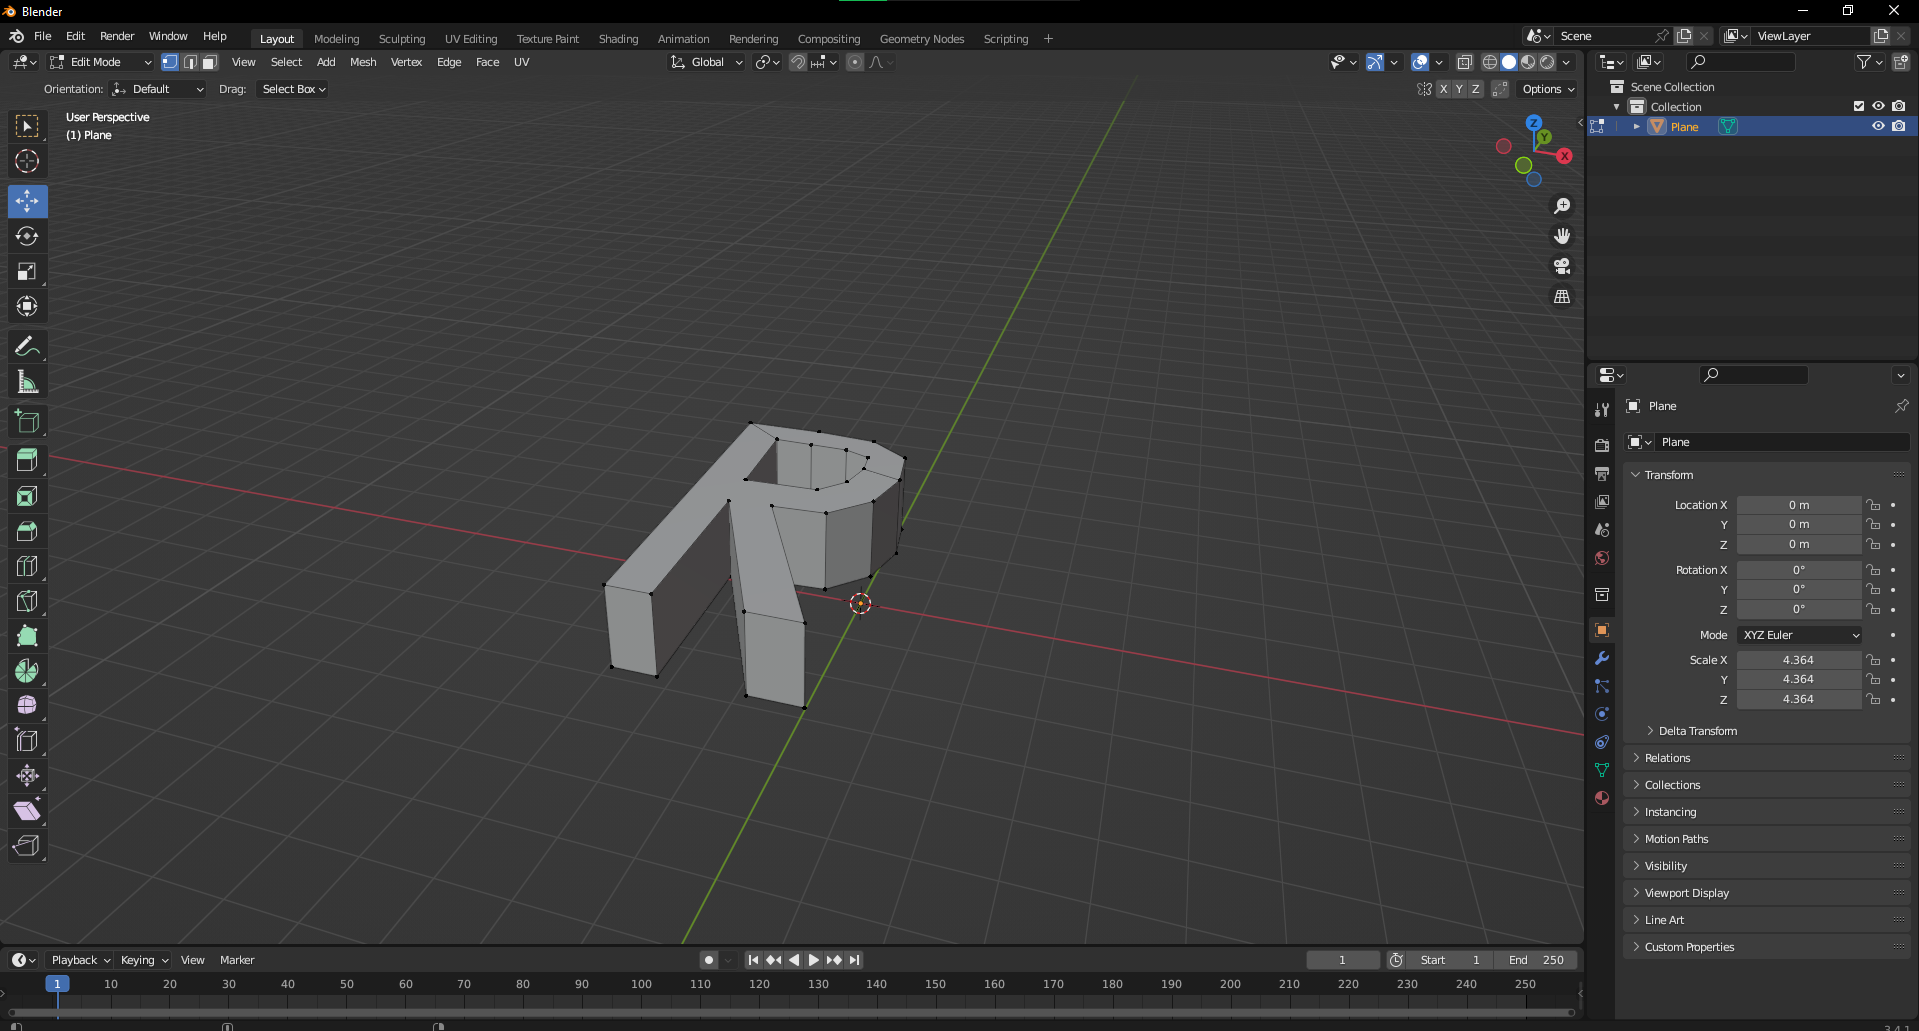 Blender
File Edit Render Window Help Layout Modeling Sculpting UV Editing Texture Paint Shading Animation Rendering Compositing Geometry Nodes Scripting + Scene ViewLayer
Edit Mode View Select Add Mesh Vertex Edge Face UV Global
Orientation: Default Drag: Select Box X Y Z Options
User Perspective
(1) Plane
Z
Y
X
Scene Collection
Collection
Plane
Plane
Plane
Transform
Location X 0 m
Y 0 m
Z 0 m
Rotation X 0°
Y 0°
Z 0°
Mode XYZ Euler
Scale X 4.364
Y 4.364
Z 4.364
Delta Transform
Relations
Collections
Instancing
Motion Paths
Visibility
Viewport Display
Line Art
Custom Properties
Playback Keying View Marker 1 Start 1 End 250
1 10 20 30 40 50 60 70 80 90 100 110 120 130 140 150 160 170 180 190 200 210 220 230 240 250
3.4.1